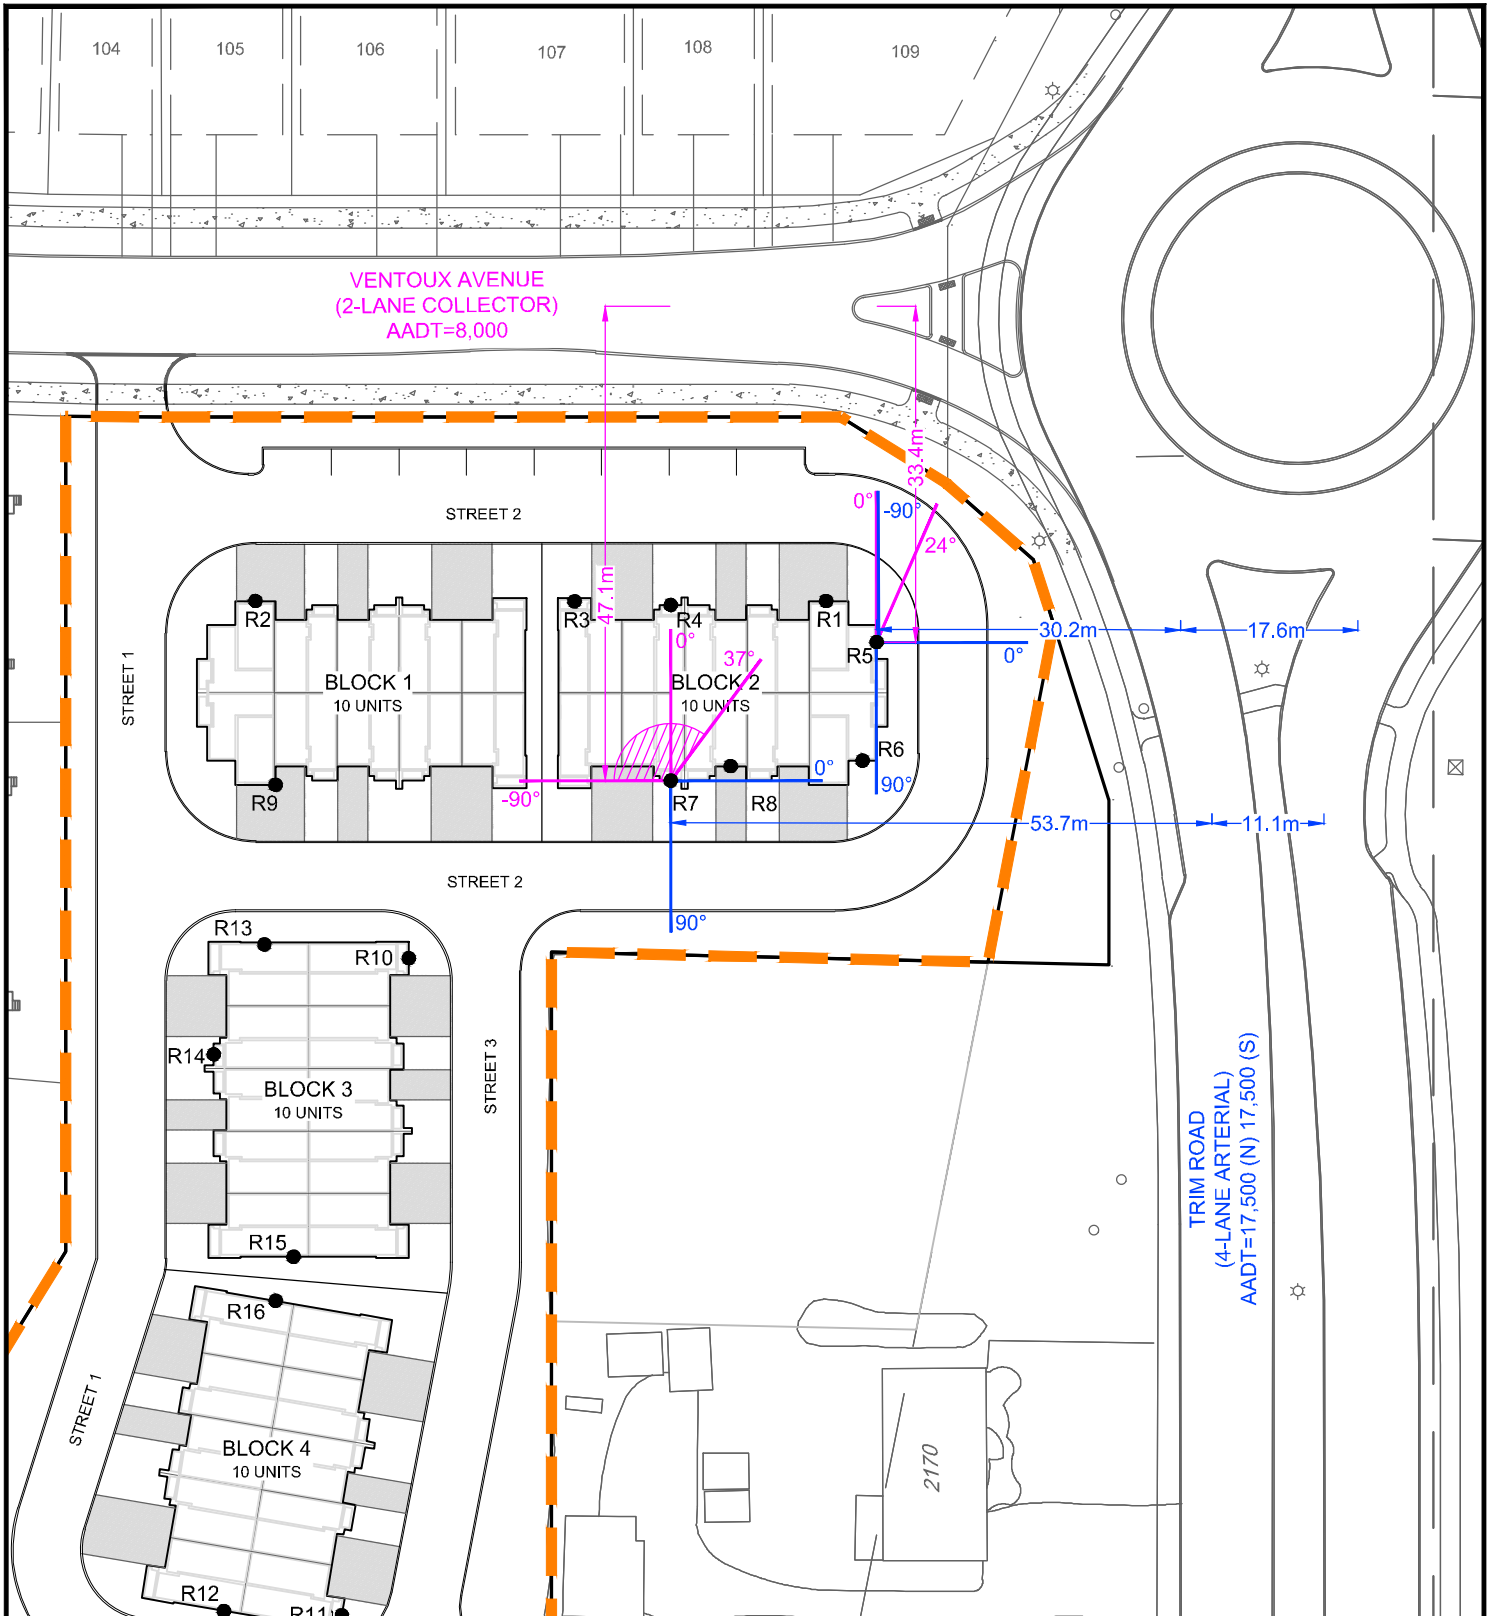 104
105
106
107
108
109
VENTOUX AVENUE
(2-LANE COLLECTOR)
AADT=8,000
33.4m
0°
-90°
24°
STREET 2
47.1m
R2
R3
R4
R1
R5
30.2m
17.6m
0°
0°
37°
STREET 1
BLOCK 1
10 UNITS
BLOCK 2
10 UNITS
R6
0°
90°
-90°
R9
R7
R8
53.7m
11.1m
STREET 2
90°
R13
R10
R14
BLOCK 3
10 UNITS
STREET 3
R15
TRIM ROAD
(4-LANE ARTERIAL)
AADT=17,500 (N) 17,500 (S)
R16
STREET 1
BLOCK 4
10 UNITS
2170
R12
R11